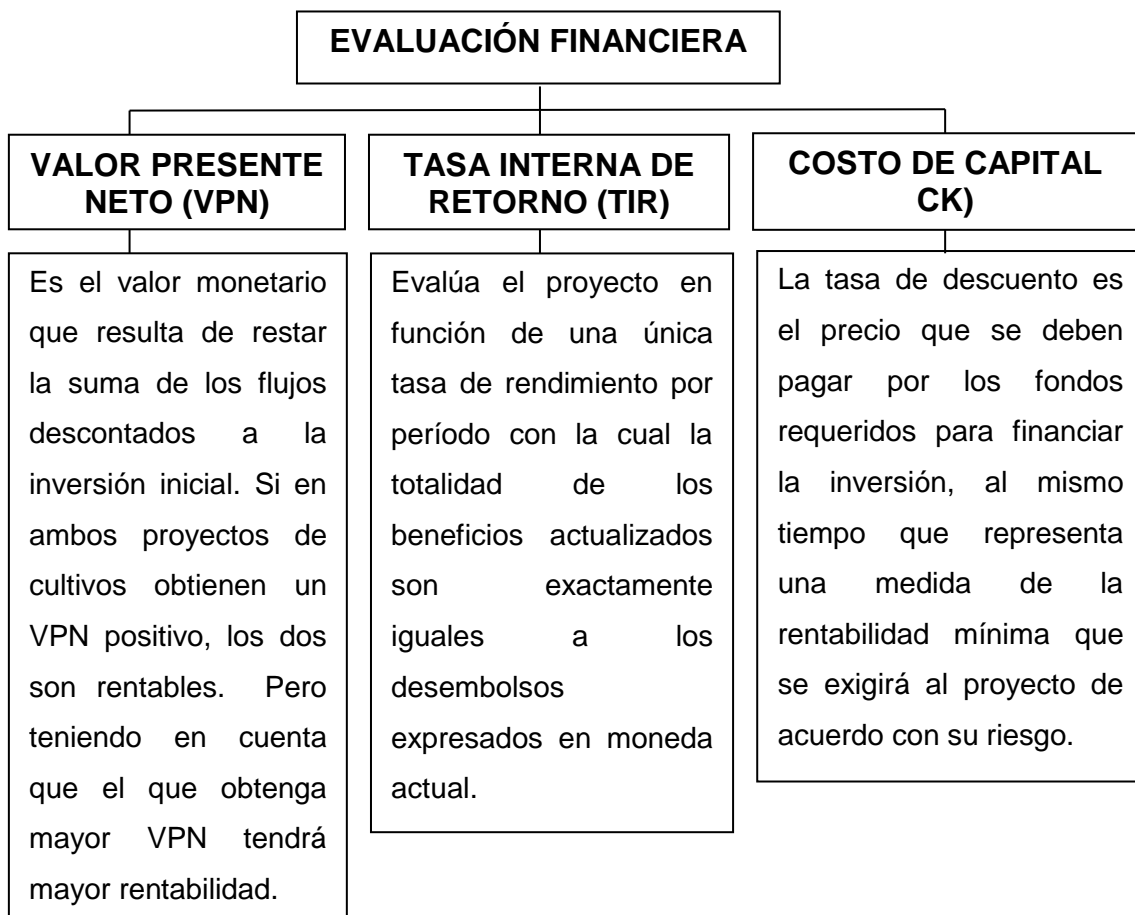 EVALUACIÓN FINANCIERA
VALOR PRESENTE
NETO (VPN)
Es el valor monetario
que resulta de restar
la suma de los flujos
descontados a la
inversión inicial. Si en
ambos proyectos de
cultivos obtienen un
VPN positivo, los dos
son rentables. Pero
teniendo en cuenta
que el que obtenga
mayor VPN tendrá
mayor rentabilidad.
TASA INTERNA DE
RETORNO (TIR)
Evalúa el proyecto en
función de una única
tasa de rendimiento por
período con la cual la
totalidad de los
beneficios actualizados
son exactamente
iguales a los
desembolsos
expresados en moneda
actual.
COSTO DE CAPITAL
CK)
La tasa de descuento es
el precio que se deben
pagar por los fondos
requeridos para financiar
la inversión, al mismo
tiempo que representa
una medida de la
rentabilidad mínima que
se exigirá al proyecto de
acuerdo con su riesgo.